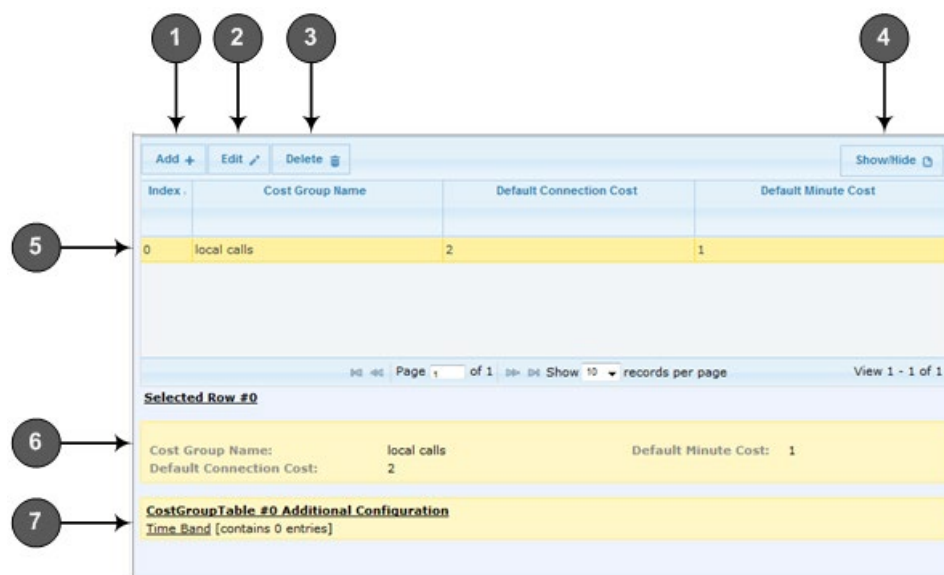 1 2 3 4
Add Edit Delete Show/Hide
Index Cost Group Name Default Connection Cost Default Minute Cost
5
0 local calls 2 1
Page 1 of 1 Show 10 records per page View 1 - 1 of 1
Selected Row #0
6
Cost Group Name: local calls Default Minute Cost: 1
Default Connection Cost: 2
7
CostGroupTable #0 Additional Configuration
Time Band [contains 0 entries]